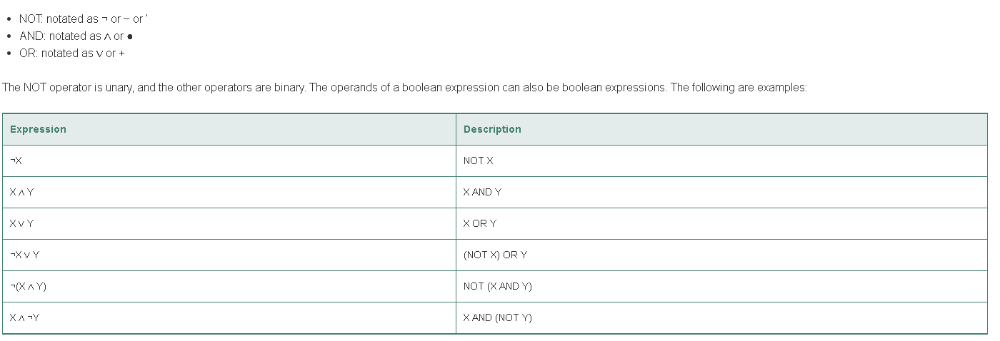 • NOT: notated as ¬ or ~ or '
• AND: notated as ∧ or ●
• OR: notated as ∨ or +
The NOT operator is unary, and the other operators are binary. The operands of a boolean expression can also be boolean expressions. The following are examples:
Expression Description
¬X NOT X
X ∧ Y X AND Y
X ∨ Y X OR Y
¬X ∨ Y (NOT X) OR Y
¬(X ∧ Y) NOT (X AND Y)
X ∧ ¬Y X AND (NOT Y)